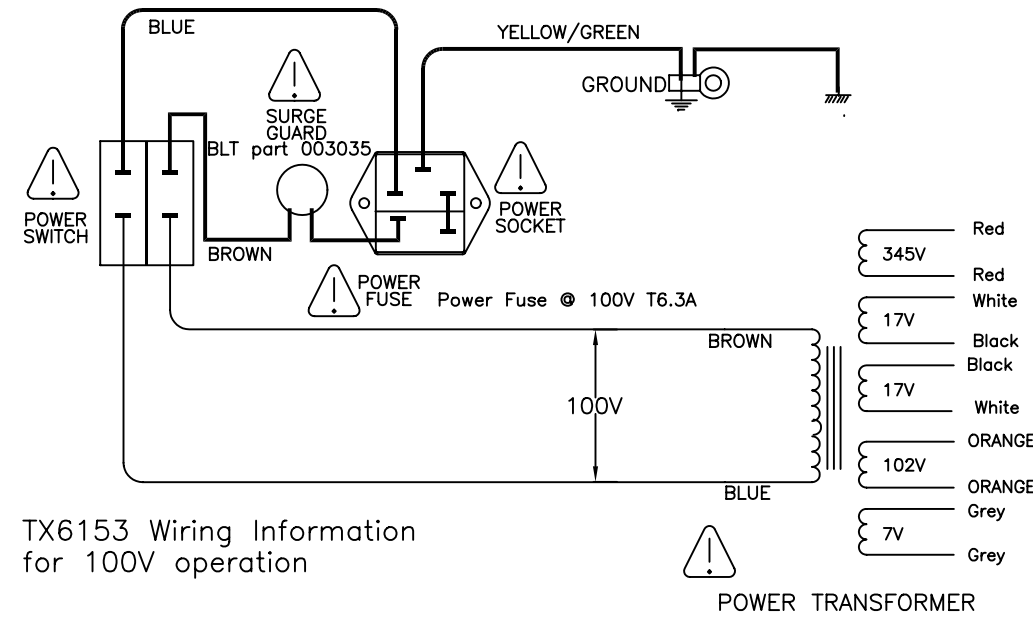 BLUE
YELLOW/GREEN
GROUND
SURGE
GUARD
BLT part 003035
POWER
SWITCH
POWER
SOCKET
BROWN
POWER
FUSE
Power Fuse @ 100V T6.3A
Red
345V
Red
White
17V
Black
BROWN
Black
17V
White
100V
ORANGE
102V
ORANGE
BLUE
Grey
7V
Grey
TX6153 Wiring Information
for 100V operation
POWER TRANSFORMER